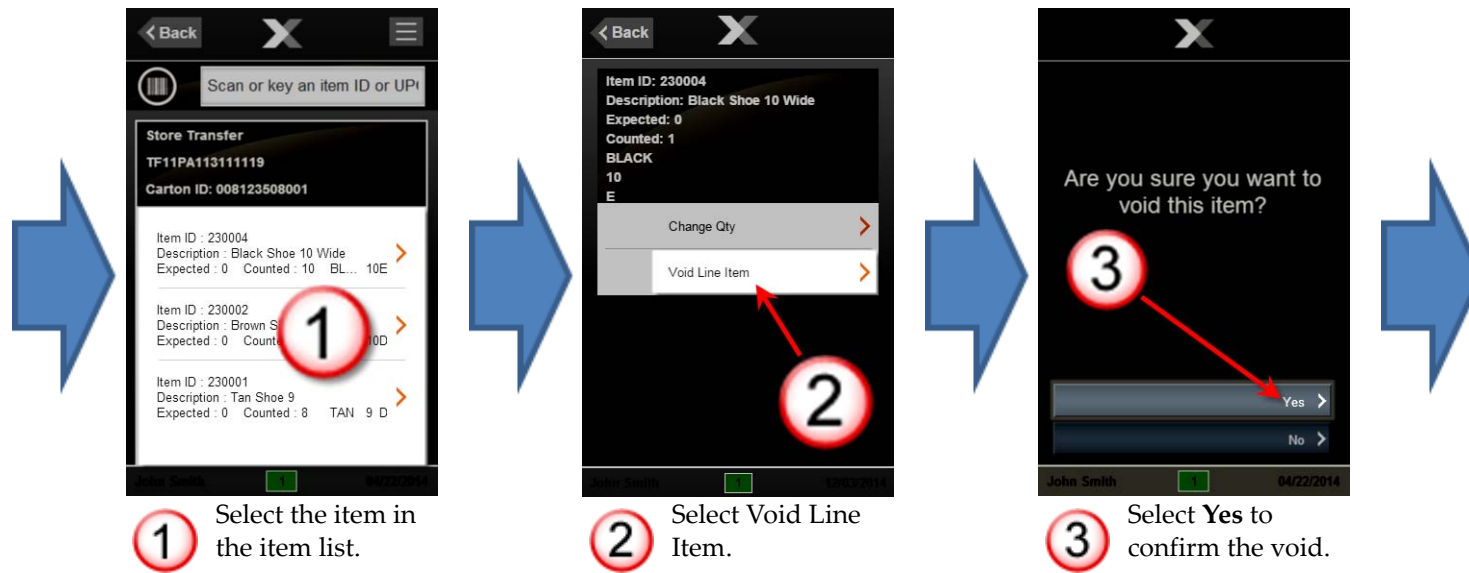 Back
Scan or key an item ID or UP
Store Transfer
TF11PA113111119
Carton ID: 008123508001
Item ID : 230004
Description : Black Shoe 10 Wide
Expected : 0 Counted : 10 BL... 10E
Item ID : 230002
Description : Brown S
Expected : 0 Count 10D
1
Item ID : 230001
Description : Tan Shoe 9
Expected : 0 Counted : 8 TAN 9 D
John Smith 1 04/22/2014
1 Select the item in
the item list.
Back
Item ID: 230004
Description: Black Shoe 10 Wide
Expected: 0
Counted: 1
BLACK
10
E
Change Qty
Void Line Item
2
John Smith 1 12/03/2014
2 Select Void Line
Item.
Are you sure you want to
void this item?
3
Yes
No
John Smith 1 04/22/2014
3 Select Yes to
confirm the void.